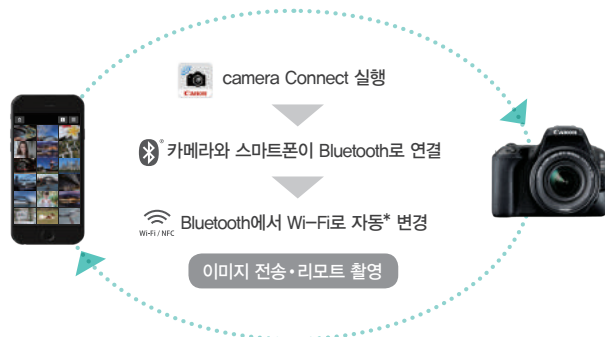 camera Connect 실행
Canon
카메라와 스마트폰이 Bluetooth로 연결
Canon
Bluetooth에서 Wi-Fi로 자동* 변경
Wi-Fi / NFC
이미지 전송•리모트 촬영